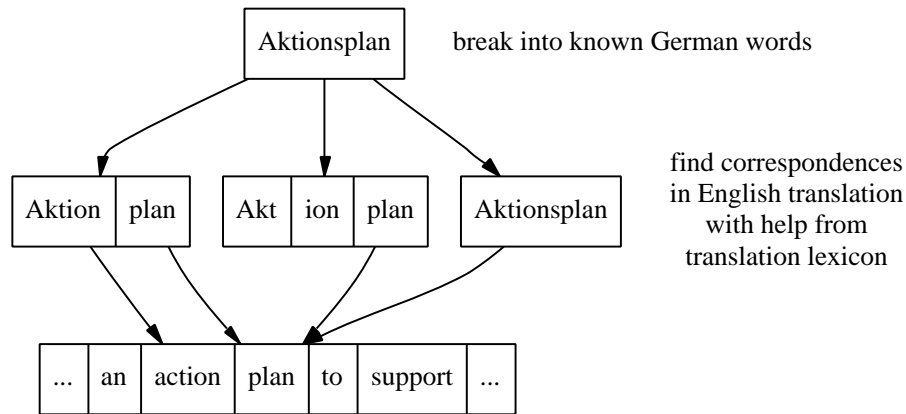 Aktionsplan break into known German words
find correspondences
in English translation
with help from
translation lexicon
Aktion plan Akt ion plan Aktionsplan
... an action plan to support ...